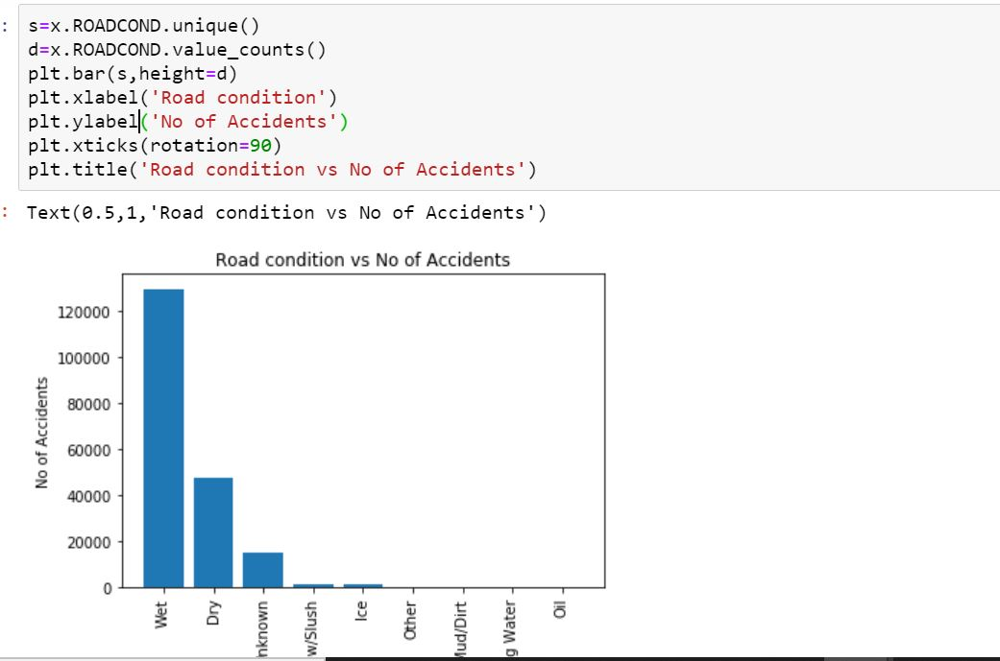 : s=x.ROADCOND.unique()
d=x.ROADCOND.value_counts()
plt.bar(s,height=d)
plt.xlabel('Road condition')
plt.ylabel('No of Accidents')
plt.xticks(rotation=90)
plt.title('Road condition vs No of Accidents')
: Text(0.5,1,'Road condition vs No of Accidents')
Road condition vs No of Accidents
120000
100000
80000
60000
40000
20000
0
No of Accidents
Wet
Dry
nknown
w/Slush
Ice
Other
Mud/Dirt
g Water
Oil